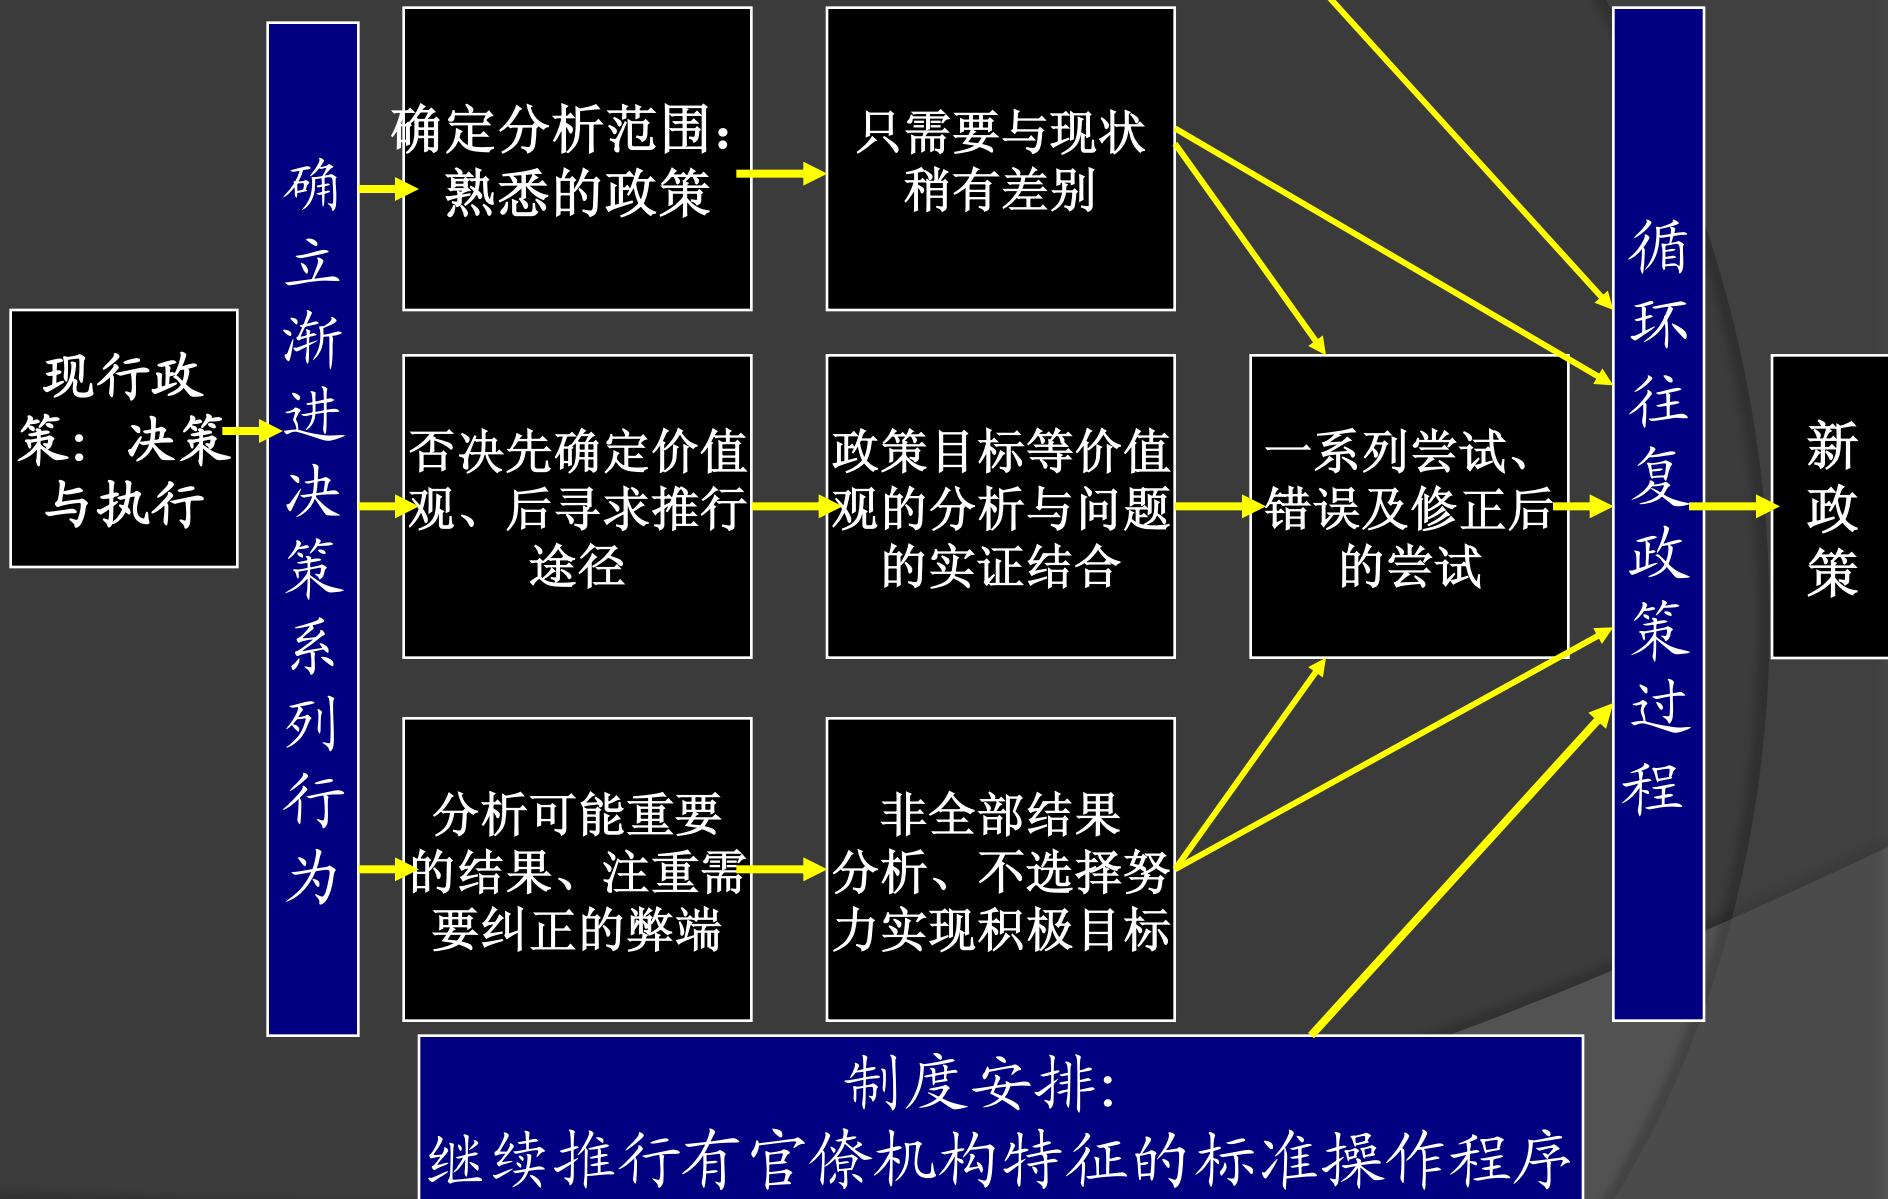 现行政
策：决策
与执行
确立渐进决策系列行为
确定分析范围：
熟悉的政策
只需要与现状
稍有差别
否决先确定价值
观、后寻求推行
途径
政策目标等价值
观的分析与问题
的实证结合
一系列尝试、
错误及修正后
的尝试
分析可能重要
的结果、注重需
要纠正的弊端
非全部结果
分析、不选择努
力实现积极目标
循环往复政策过程
新政策
制度安排:
继续推行有官僚机构特征的标准操作程序